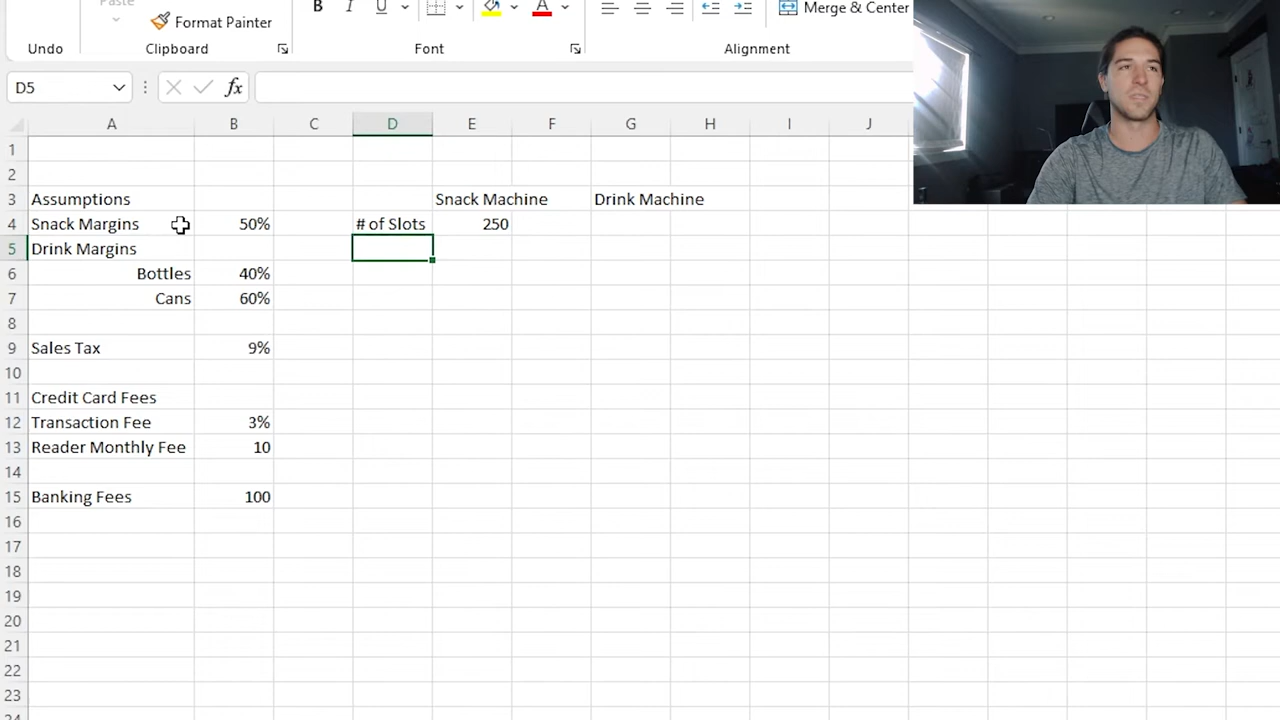 Paste
Format Painter
B I U A
Merge & Center
Undo Clipboard Font Alignment
D5 fx
A B C D E F G H I J
1
2
3 Assumptions Snack Machine Drink Machine
4 Snack Margins 50% # of Slots 250
5 Drink Margins
6 Bottles 40%
7 Cans 60%
8
9 Sales Tax 9%
10
11 Credit Card Fees
12 Transaction Fee 3%
13 Reader Monthly Fee 10
14
15 Banking Fees 100
16
17
18
19
20
21
22
23
24